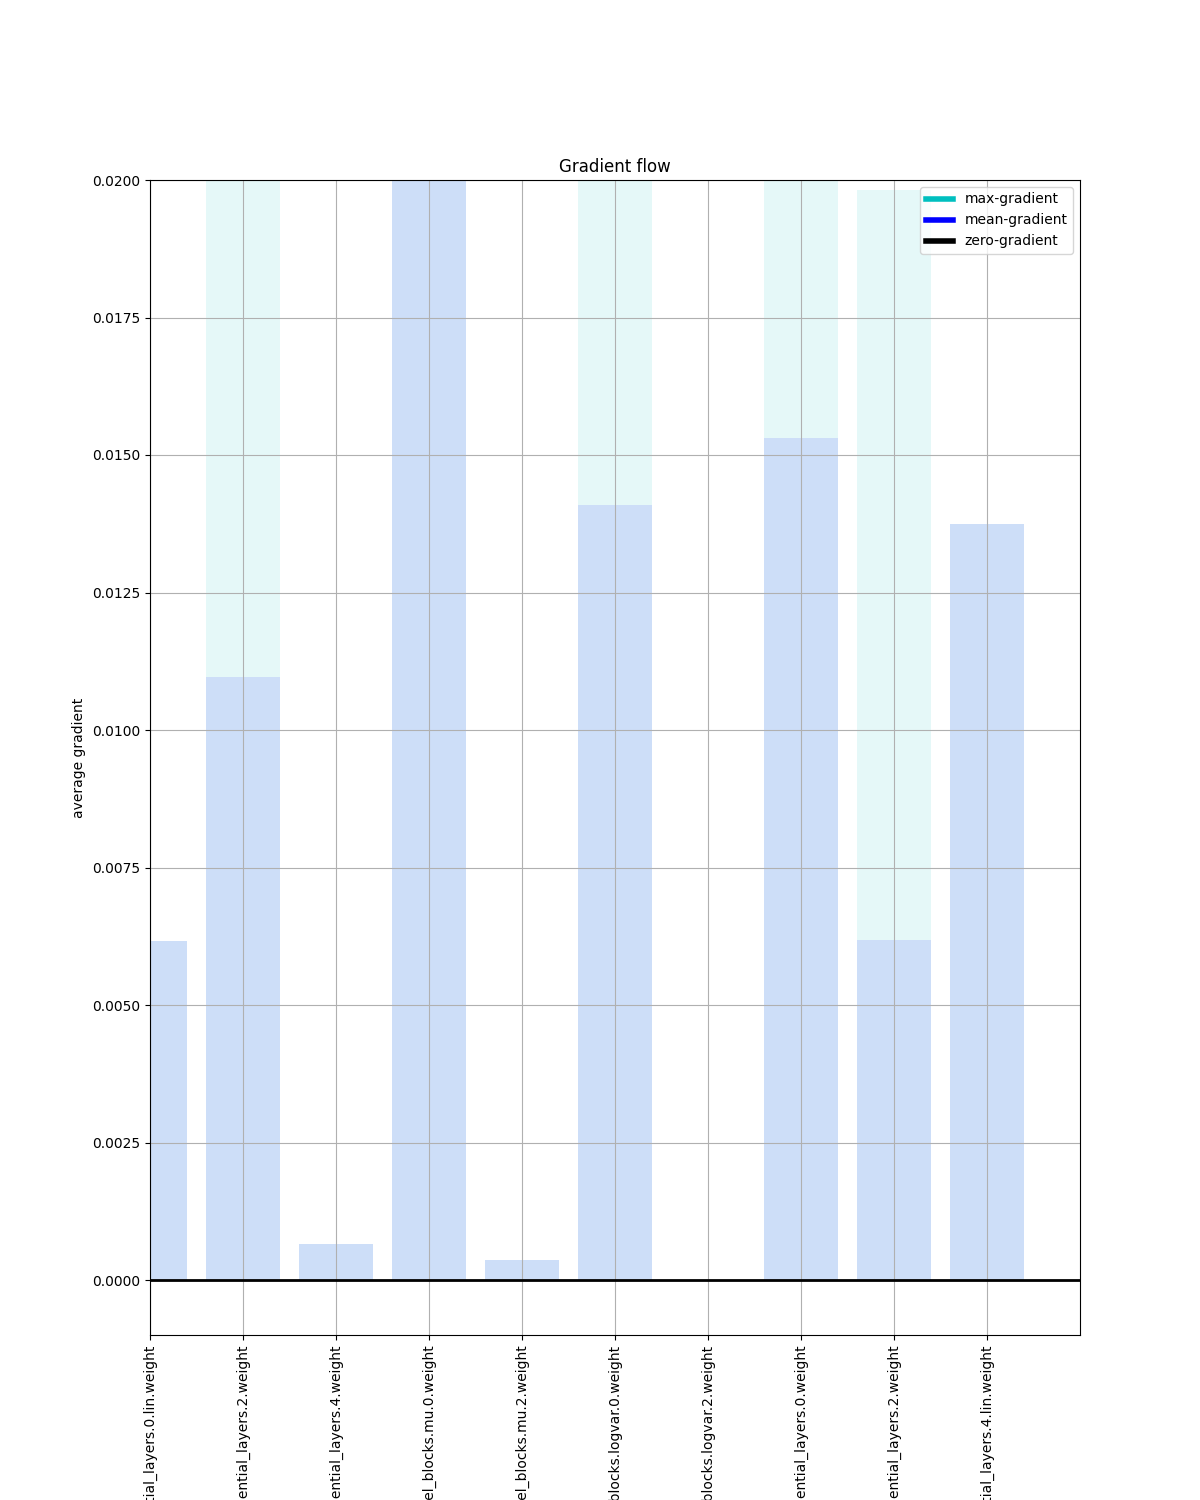 Gradient flow
max-gradient
mean-gradient
zero-gradient
0.0200
0.0175
0.0150
0.0125
0.0100
0.0075
0.0050
0.0025
0.0000
average gradient
tial_layers.0.lin.weight
ential_layers.2.weight
ential_layers.4.weight
el_blocks.mu.0.weight
el_blocks.mu.2.weight
blocks.logvar.0.weight
blocks.logvar.2.weight
ential_layers.0.weight
ential_layers.2.weight
tial_layers.4.lin.weight